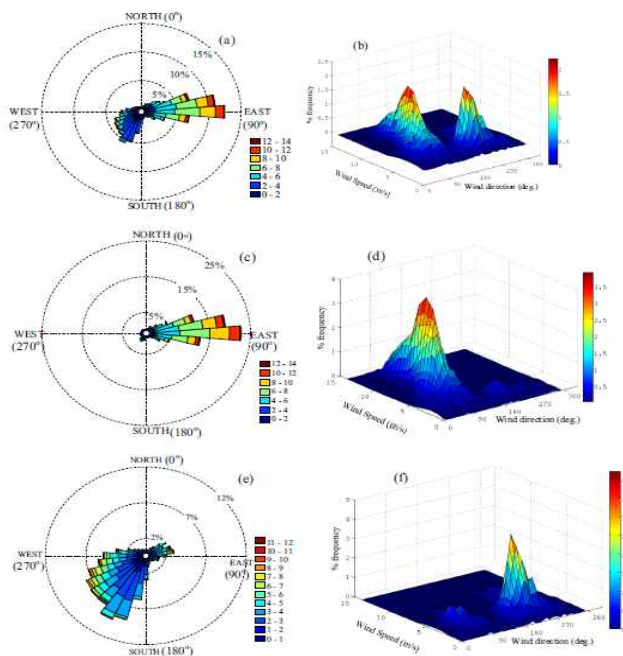 NORTH (0°)
(a)
15%
10%
5%
WEST
(270°)
EAST
(90°)
SOUTH (180°)
12 - 14
10 - 12
8 - 10
6 - 8
4 - 6
2 - 4
0 - 2
(b)
% frequency
Wind Speed (m/s)
Wind direction (deg.)
NORTH (0°)
(c)
25%
15%
5%
WEST
(270°)
EAST
(90°)
SOUTH (180°)
12 - 14
10 - 12
8 - 10
6 - 8
4 - 6
2 - 4
0 - 2
(d)
% frequency
Wind Speed (m/s)
Wind direction (deg.)
NORTH (0°)
(e)
12%
7%
2%
WEST
(270°)
EAST
(90°)
SOUTH (180°)
11 - 12
10 - 11
9 - 10
8 - 9
7 - 8
6 - 7
5 - 6
4 - 5
3 - 4
2 - 3
1 - 2
0 - 1
(f)
% frequency
Wind Speed (m/s)
Wind direction (deg.)